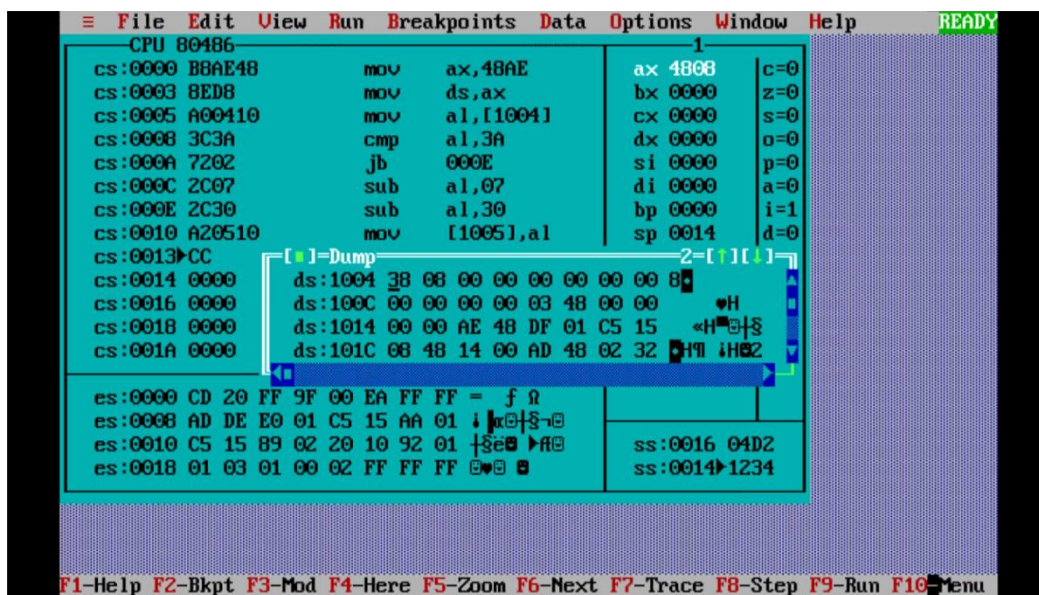 ≡ File Edit View Run Breakpoints Data Options Window Help READY
CPU 80486 1
cs:0000 B8AE48 mov ax,48AE ax 4808 c=0
cs:0003 8ED8 mov ds,ax bx 0000 z=0
cs:0005 A00410 mov al,[1004] cx 0000 s=0
cs:0008 3C3A cmp al,3A dx 0000 o=0
cs:000A 7202 jb 000E si 0000 p=0
cs:000C 2C07 sub al,07 di 0000 a=0
cs:000E 2C30 sub al,30 bp 0000 i=1
cs:0010 A20510 mov [1005],al sp 0014 d=0
cs:0013►CC [■]=Dump 2=[↑][↓]
cs:0014 0000 ds:1004 38 08 00 00 00 00 00 00 8◘
cs:0016 0000 ds:100C 00 00 00 00 03 48 00 00 ♥H
cs:0018 0000 ds:1014 00 00 AE 48 DF 01 C5 15 «H▀☺┼§
cs:001A 0000 ds:101C 08 48 14 00 AD 48 02 32 ◘H¶ ¡H☻2
es:0000 CD 20 FF 9F 00 EA FF FF = ƒ Ω
es:0008 AD DE E0 01 C5 15 AA 01 ¡▐α☺┼§¬☺
es:0010 C5 15 89 02 20 10 92 01 ┼§ë☻ ►Æ☺ ss:0016 04D2
es:0018 01 03 01 00 02 FF FF FF ☺♥☺ ☻ ss:0014►1234
F1-Help F2-Bkpt F3-Mod F4-Here F5-Zoom F6-Next F7-Trace F8-Step F9-Run F10-Menu